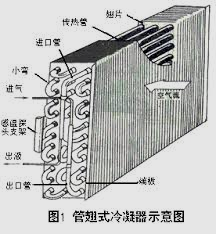 翅片
传热管
进口管
小弯
进气
空气流
感温探
头支架
出液
出口管
端板
图1 管翅式冷凝器示意图